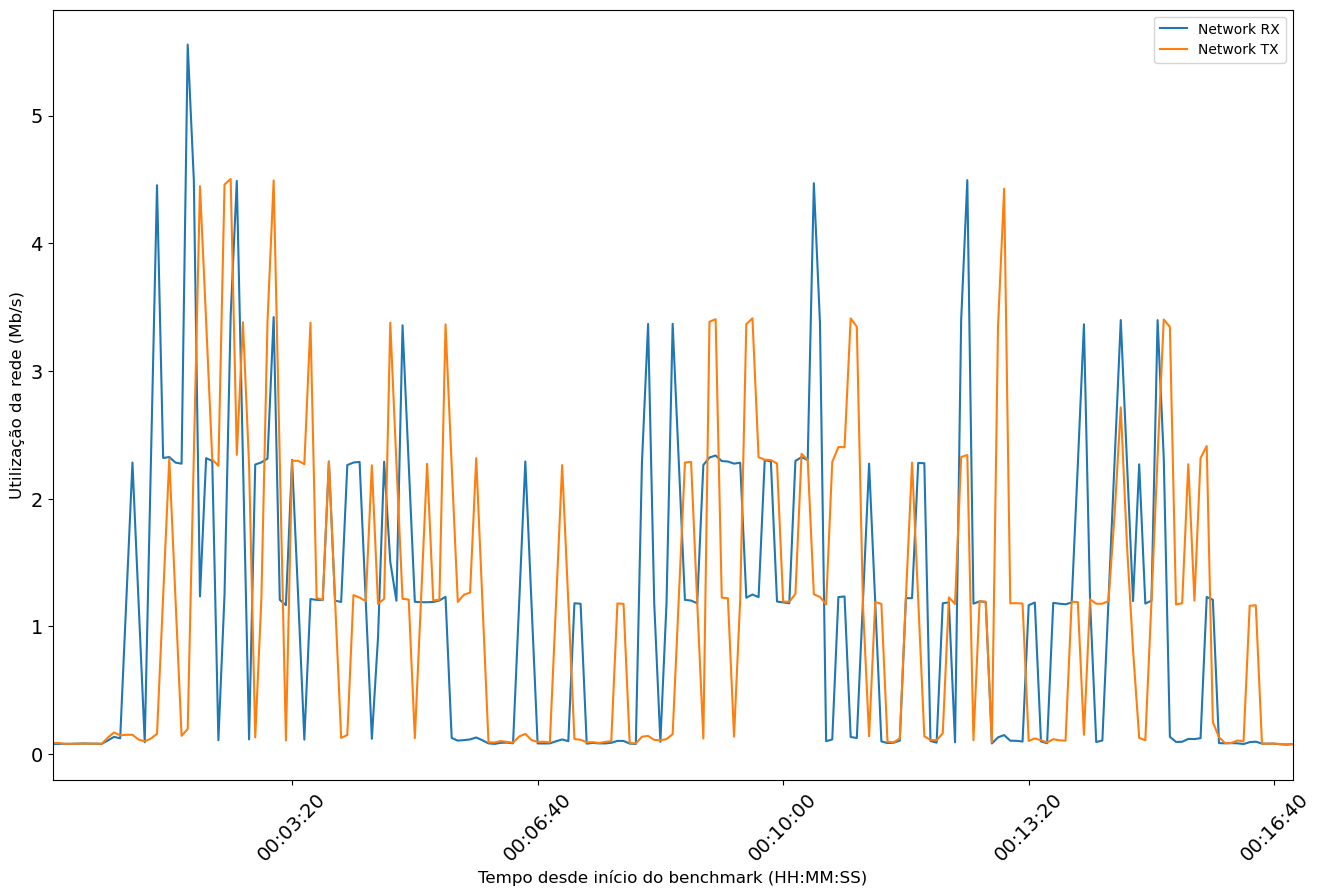 Network RX
Network TX
Utilização da rede (Mb/s)
5
4
3
2
1
0
00:03:20
00:06:40
00:10:00
00:13:20
00:16:40
Tempo desde início do benchmark (HH:MM:SS)